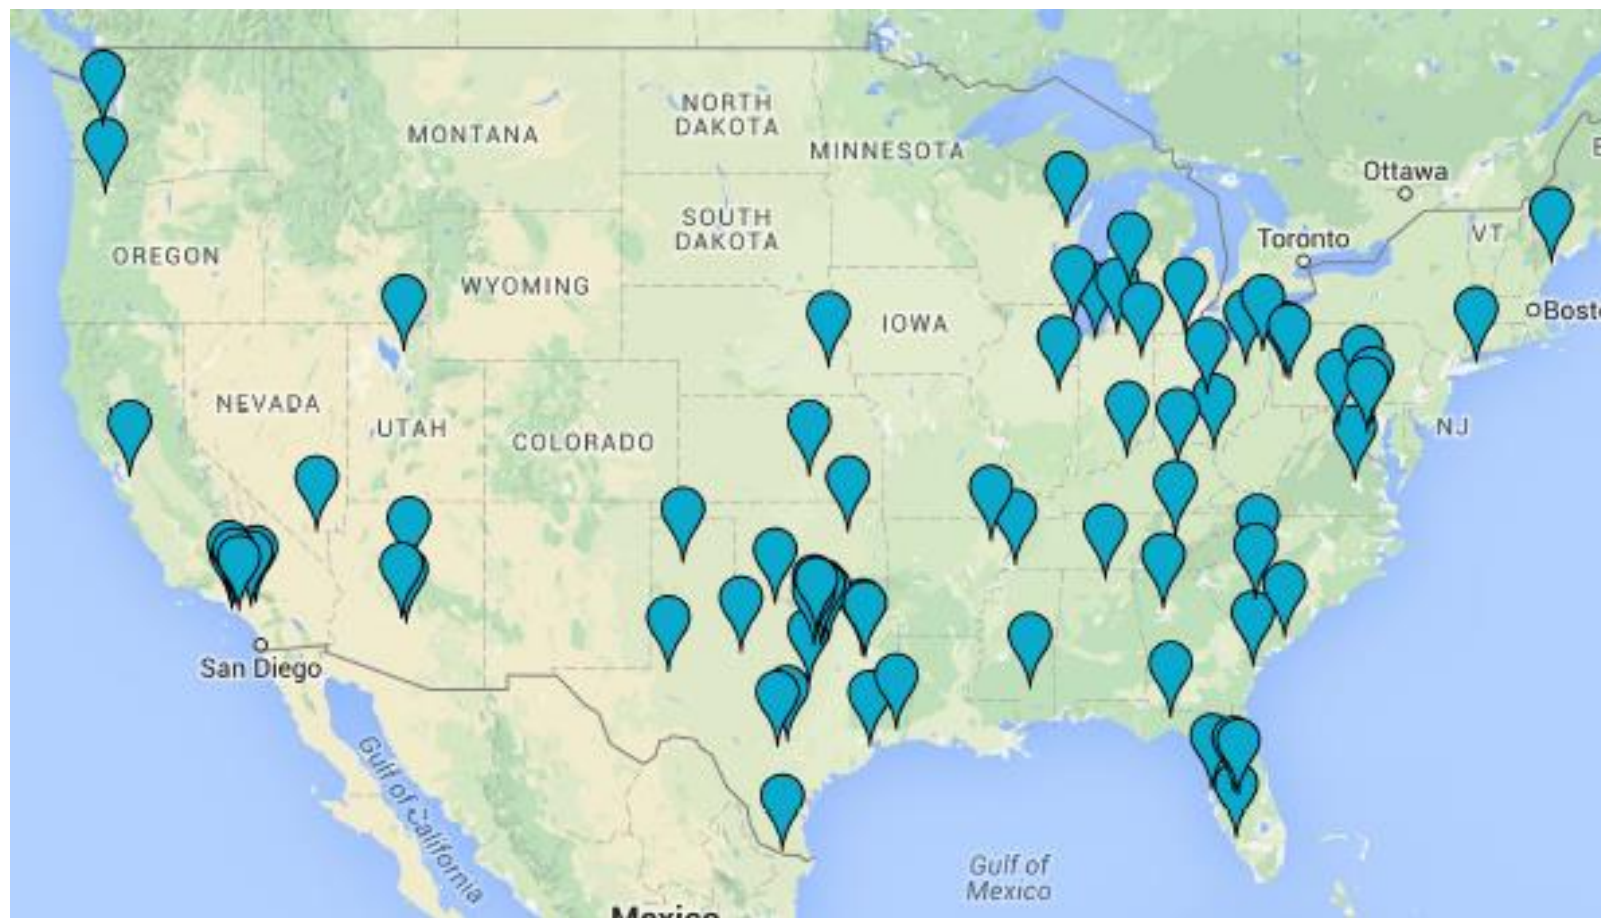 NORTH
DAKOTA
MONTANA
MINNESOTA
Ottawa
SOUTH
DAKOTA
VT
Toronto
OREGON
WYOMING
IOWA
NEVADA
UTAH
COLORADO
NJ
San Diego
Gulf of California
Gulf of
Mexico
Mexico